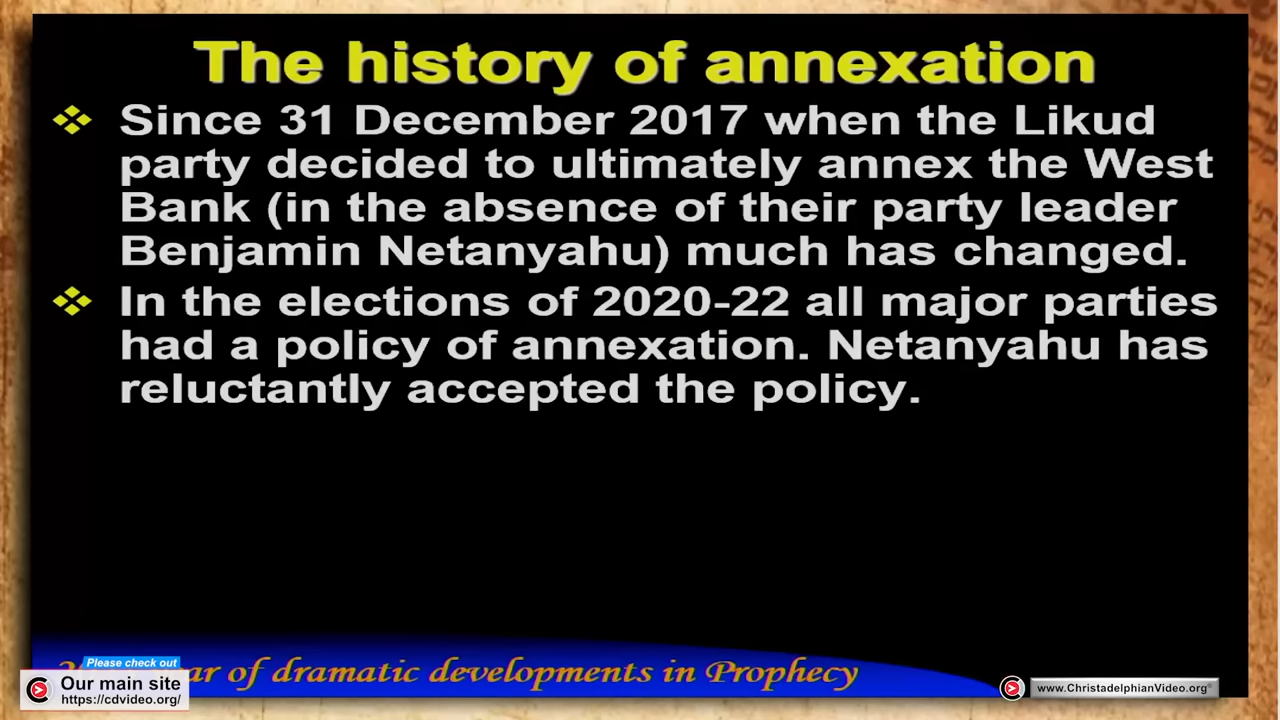 The history of annexation
Since 31 December 2017 when the Likud
party decided to ultimately annex the West
Bank (in the absence of their party leader
Benjamin Netanyahu) much has changed.
In the elections of 2020-22 all major parties
had a policy of annexation. Netanyahu has
reluctantly accepted the policy.
of dramatic developments in Prophecy
Please check out
Our main site
https://cdvideo.org/
www.ChristadelphianVideo.org